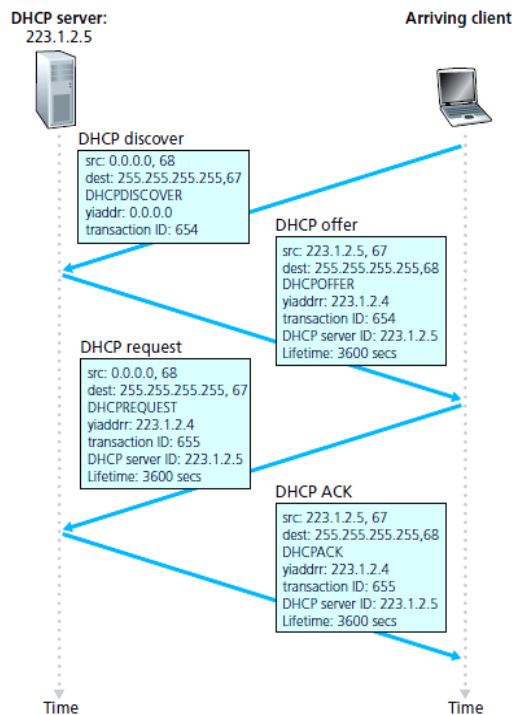 DHCP server:
223.1.2.5
Arriving client
DHCP discover
src: 0.0.0.0, 68
dest: 255.255.255.255,67
DHCPDISCOVER
yiaddr: 0.0.0.0
transaction ID: 654
DHCP offer
src: 223.1.2.5, 67
dest: 255.255.255.255,68
DHCPOFFER
yiaddrr: 223.1.2.4
transaction ID: 654
DHCP server ID: 223.1.2.5
Lifetime: 3600 secs
DHCP request
src: 0.0.0.0, 68
dest: 255.255.255.255, 67
DHCPREQUEST
yiaddrr: 223.1.2.4
transaction ID: 655
DHCP server ID: 223.1.2.5
Lifetime: 3600 secs
DHCP ACK
src: 223.1.2.5, 67
dest: 255.255.255.255,68
DHCPACK
yiaddrr: 223.1.2.4
transaction ID: 655
DHCP server ID: 223.1.2.5
Lifetime: 3600 secs
Time
Time